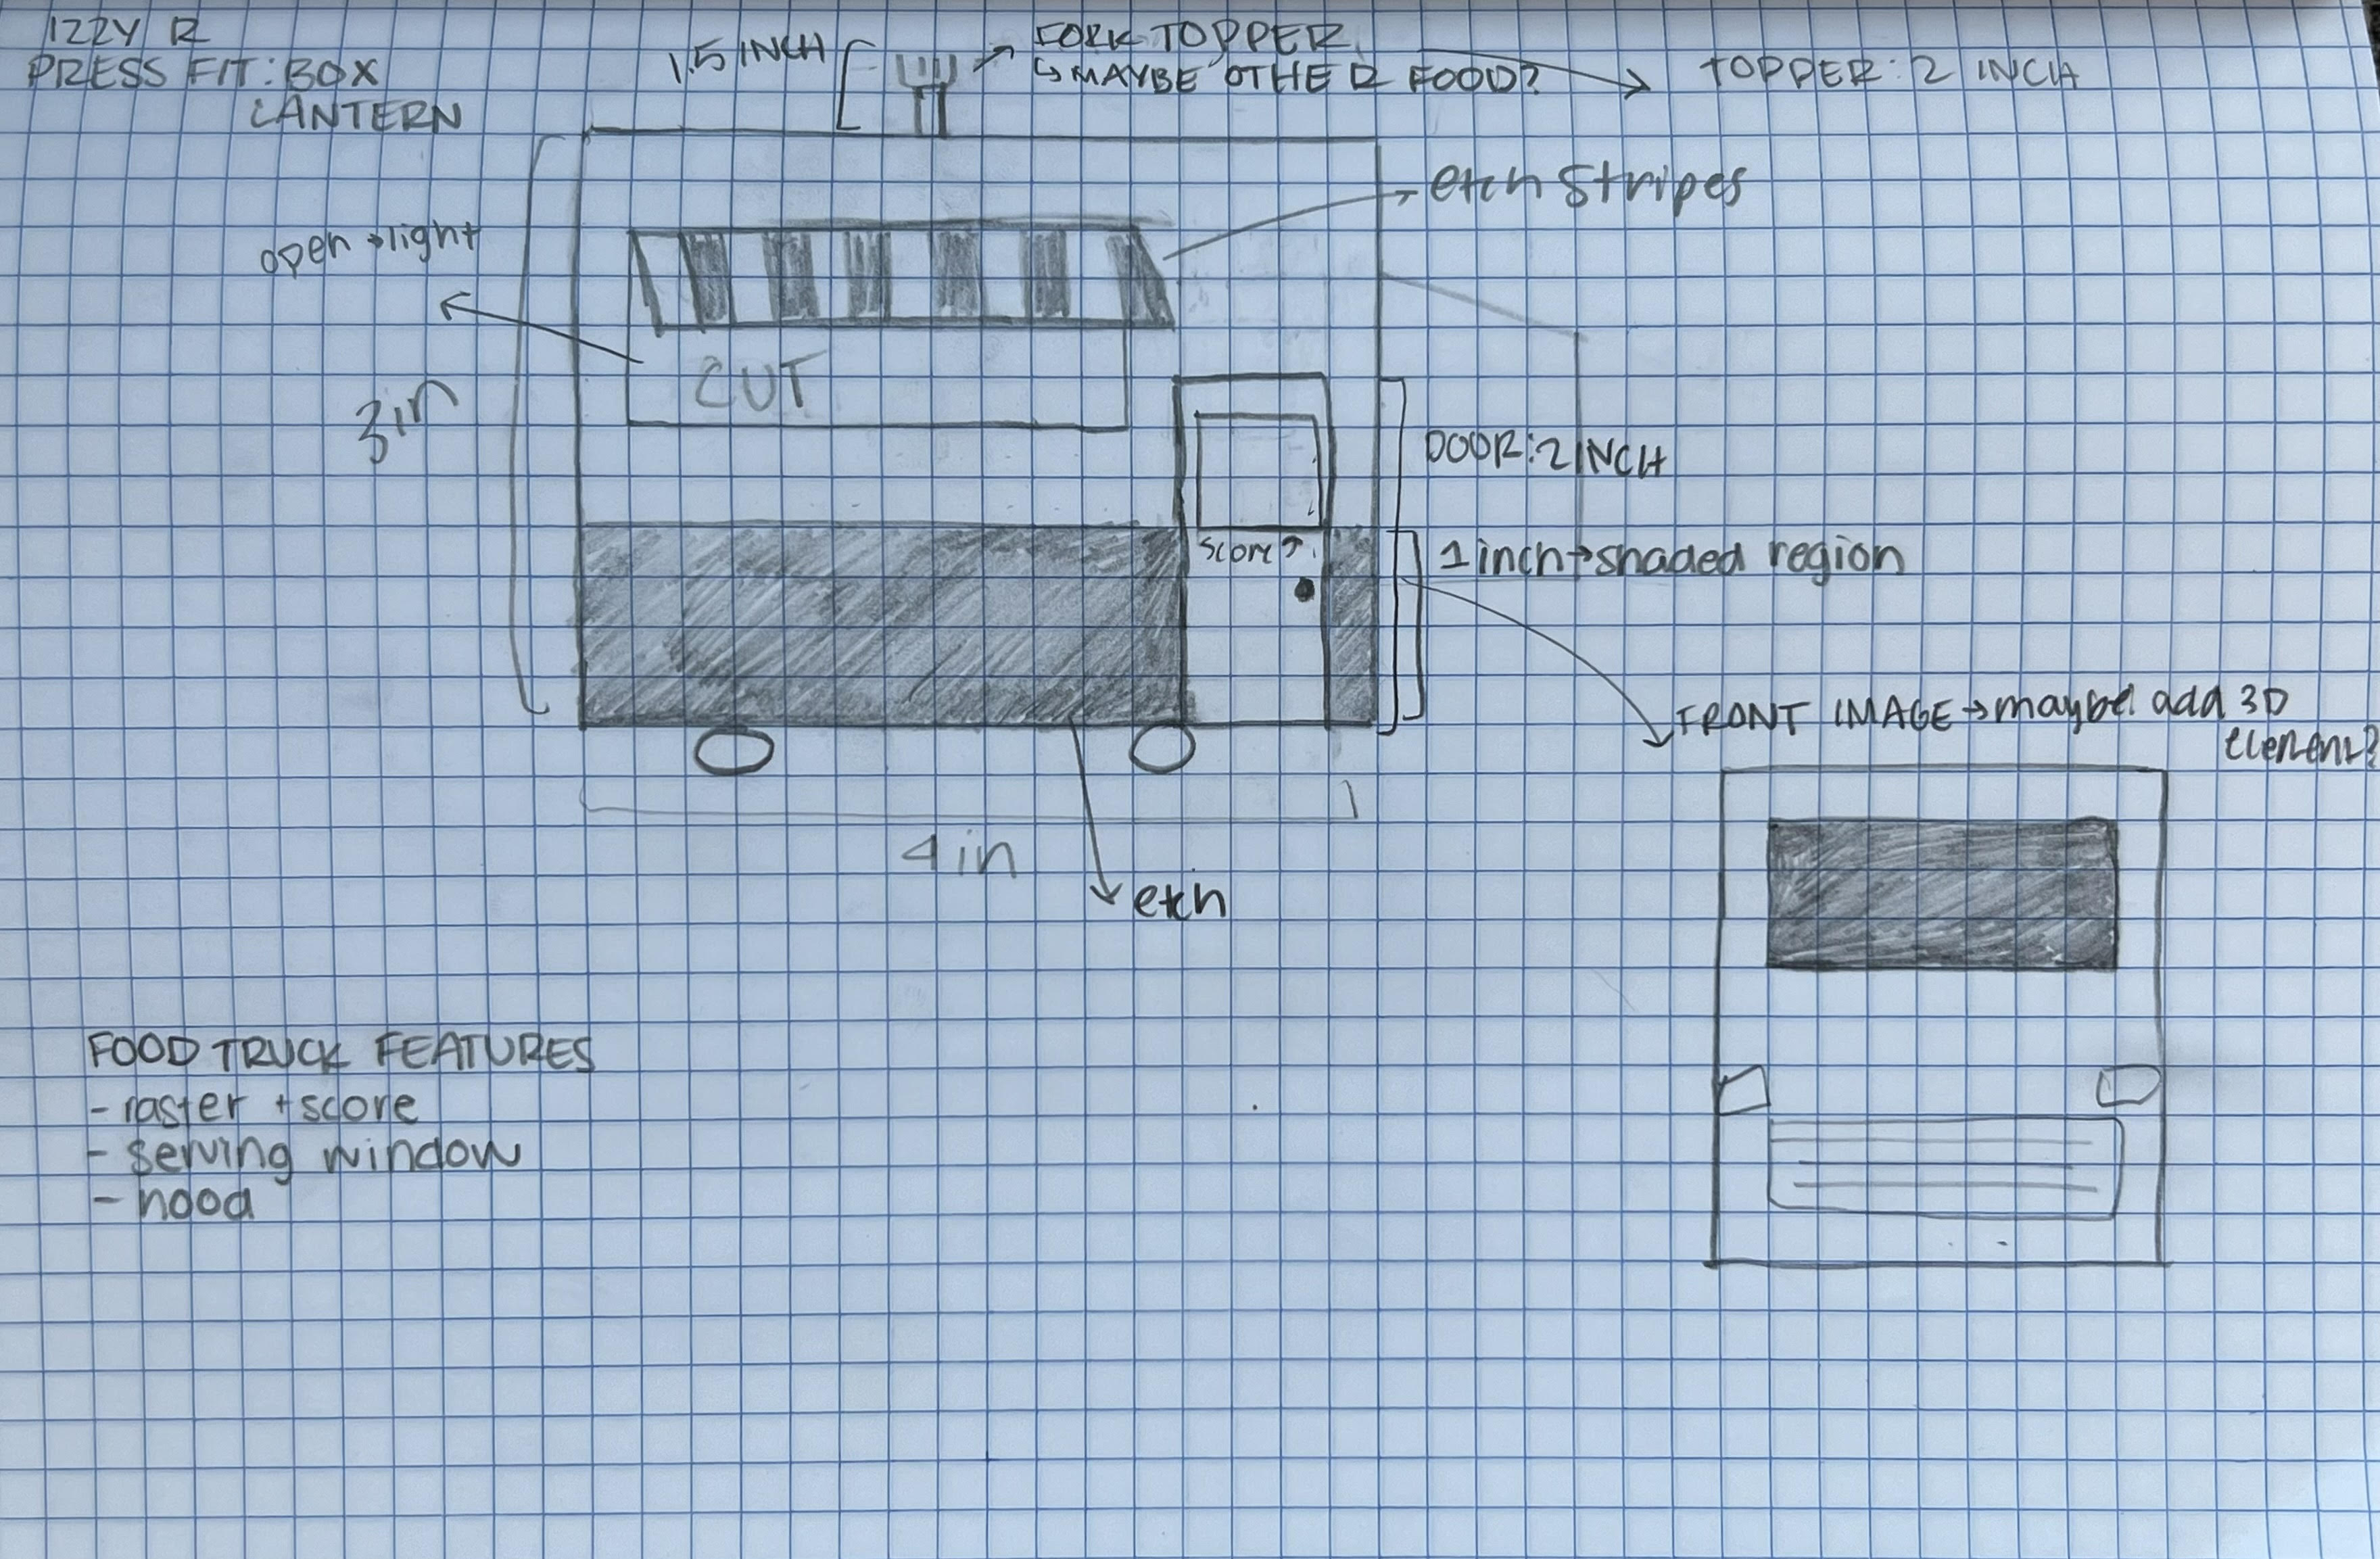 IZZY R
PRESS FIT: BOX
LANTERN
1.5 INCH
FORK TOPPER
↳ MAYBE OTHER FOOD?
TOPPER: 2 INCH
etch stripes
open → light
CUT
3in
DOOR: 2 INCH
score
1 inch → shaded region
FRONT IMAGE → maybe add 3D
element?
4in
etch
FOOD TRUCK FEATURES
- raster + score
- serving window
- hood